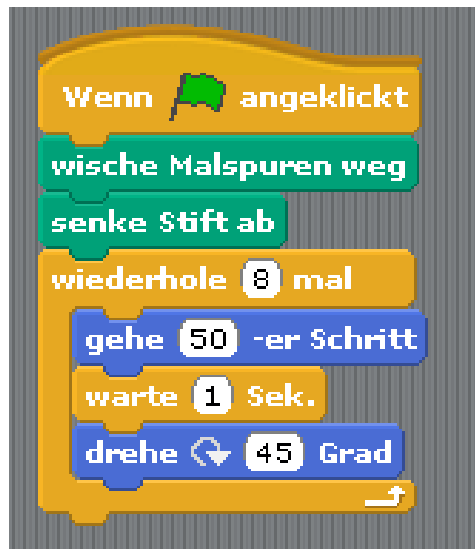 Wenn angeklickt
wische Malspuren weg
senke Stift ab
wiederhole 8 mal
gehe 50 -er Schritt
warte 1 Sek.
drehe 45 Grad